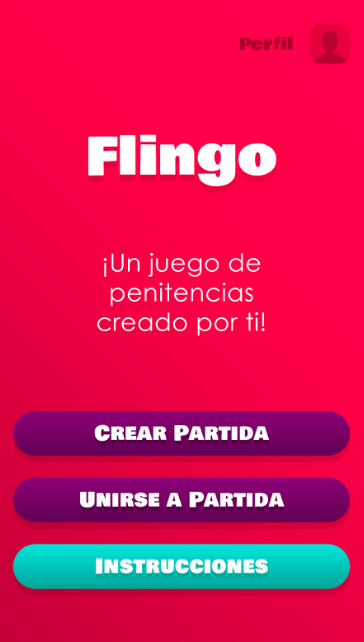 Perfil
Flingo
¡Un juego de
penitencias
creado por ti!
Crear Partida
Unirse a Partida
Instrucciones